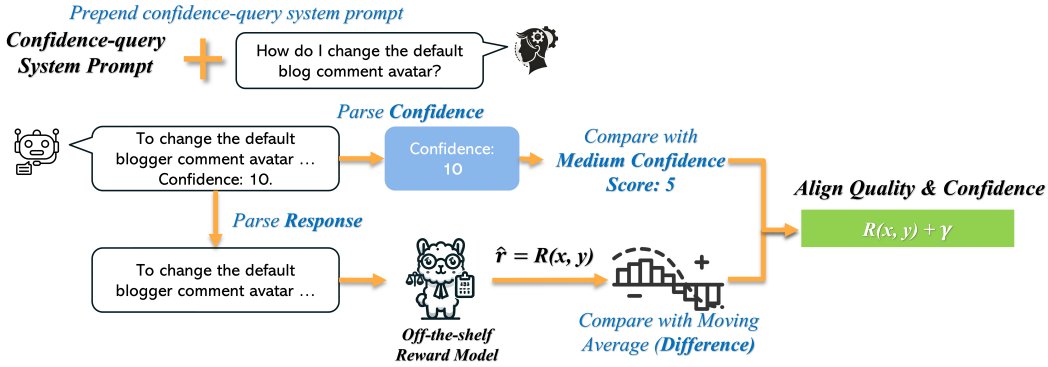 Prepend confidence-query system prompt
Confidence-query
System Prompt
How do I change the default
blog comment avatar?
Parse Confidence
To change the default
blogger comment avatar ...
Confidence: 10.
Confidence:
10
Compare with
Medium Confidence
Score: 5
Align Quality & Confidence
R(x, y) + γ
Parse Response
To change the default
blogger comment avatar ...
r̂ = R(x, y)
+
−
Off-the-shelf
Reward Model
Compare with Moving
Average (Difference)